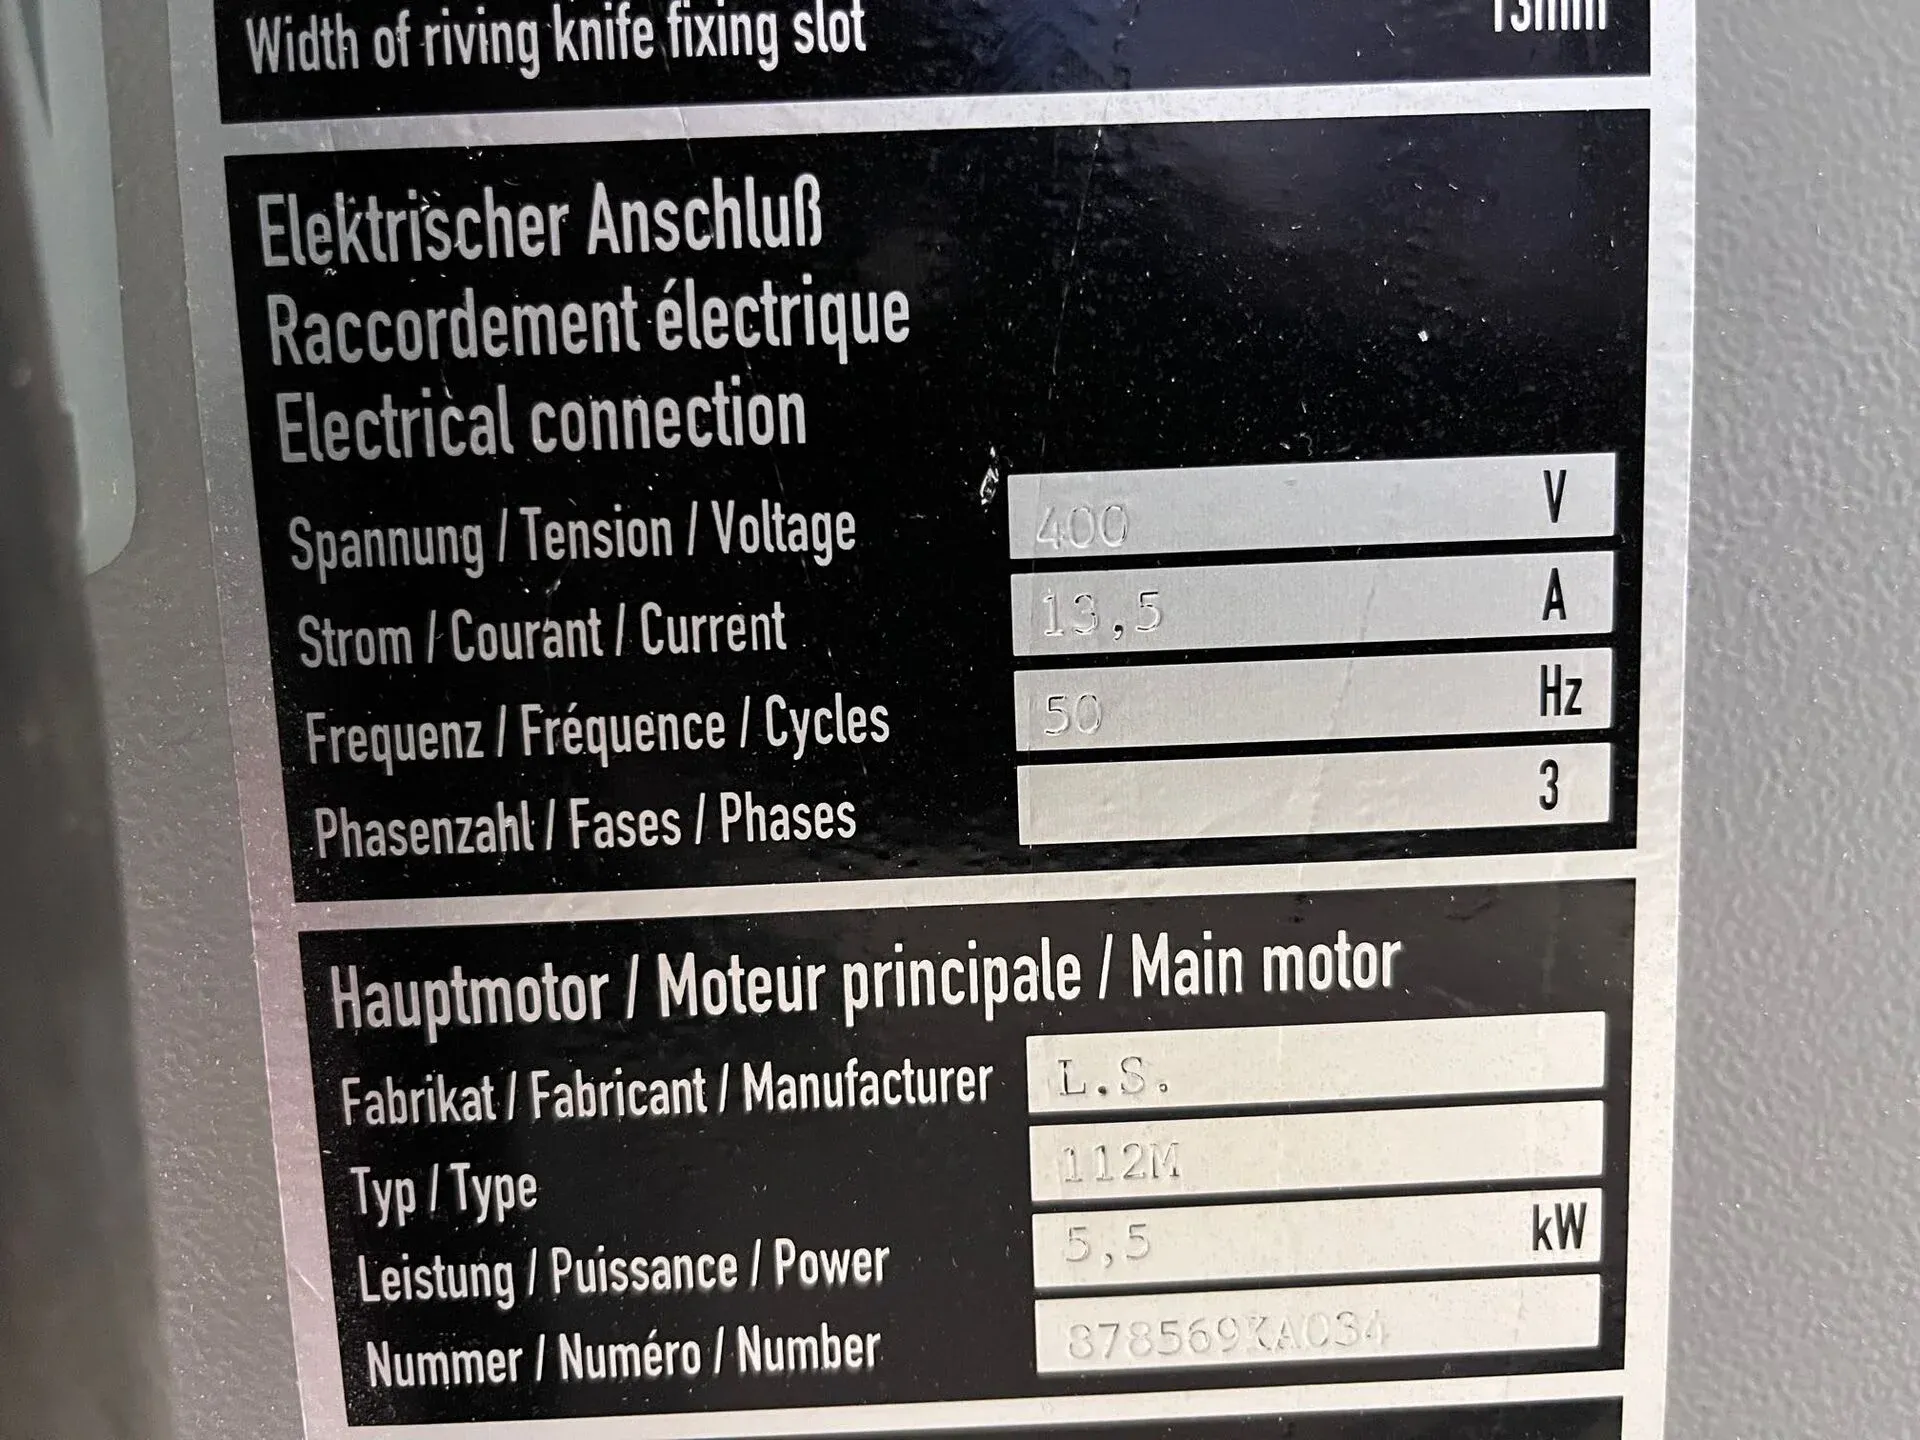 Width of riving knife fixing slot 13mm
Elektrischer Anschluß
Raccordement électrique
Electrical connection
Spannung / Tension / Voltage 400 V
Strom / Courant / Current 13,5 A
Frequenz / Fréquence / Cycles 50 Hz
Phasenzahl / Fases / Phases 3
Hauptmotor / Moteur principale / Main motor
Fabrikat / Fabricant / Manufacturer L.S.
Typ / Type 112M
Leistung / Puissance / Power 5,5 kW
Nummer / Numéro / Number 878569KA034